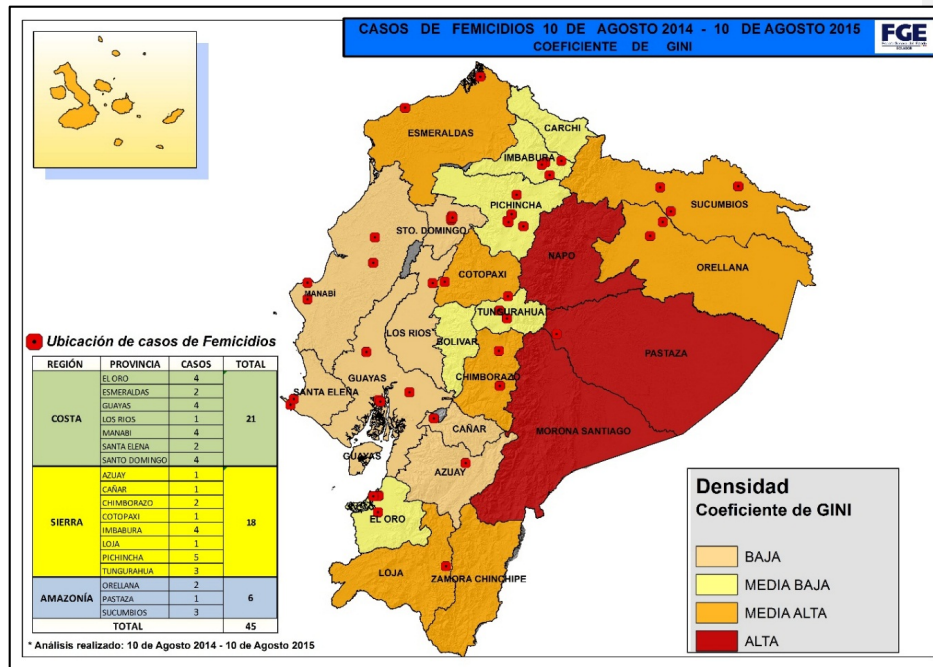 CASOS DE FEMICIDIOS 10 DE AGOSTO 2014 - 10 DE AGOSTO 2015
COEFICIENTE DE GINI
FGE
ESMERALDAS
CARCHI
IMBABURA
SUCUMBIOS
PICHINCHA
STO. DOMINGO
NAPO
ORELLANA
COTOPAXI
MANABÍ
TUNGURAHUA
LOS RIOS
BOLIVAR
PASTAZA
GUAYAS
CHIMBORAZO
SANTA ELEÑA
MORONA SANTIAGO
CAÑAR
GUAYAS
AZUAY
EL ORO
LOJA
ZAMORA CHINCHIPE
Ubicación de casos de Femicidios
REGIÓN PROVINCIA CASOS TOTAL
COSTA
EL ORO 4
ESMERALDAS 2
GUAYAS 4
LOS RIOS 1
MANABI 4
SANTA ELENA 2
SANTO DOMINGO 4
21
SIERRA
AZUAY 1
CAÑAR 1
CHIMBORAZO 2
COTOPAXI 1
IMBABURA 4
LOJA 1
PICHINCHA 5
TUNGURAHUA 3
18
AMAZONÍA
ORELLANA 2
PASTAZA 1
SUCUMBIOS 3
6
TOTAL 45
* Análisis realizado: 10 de Agosto 2014 - 10 de Agosto 2015
Densidad
Coeficiente de GINI
BAJA
MEDIA BAJA
MEDIA ALTA
ALTA